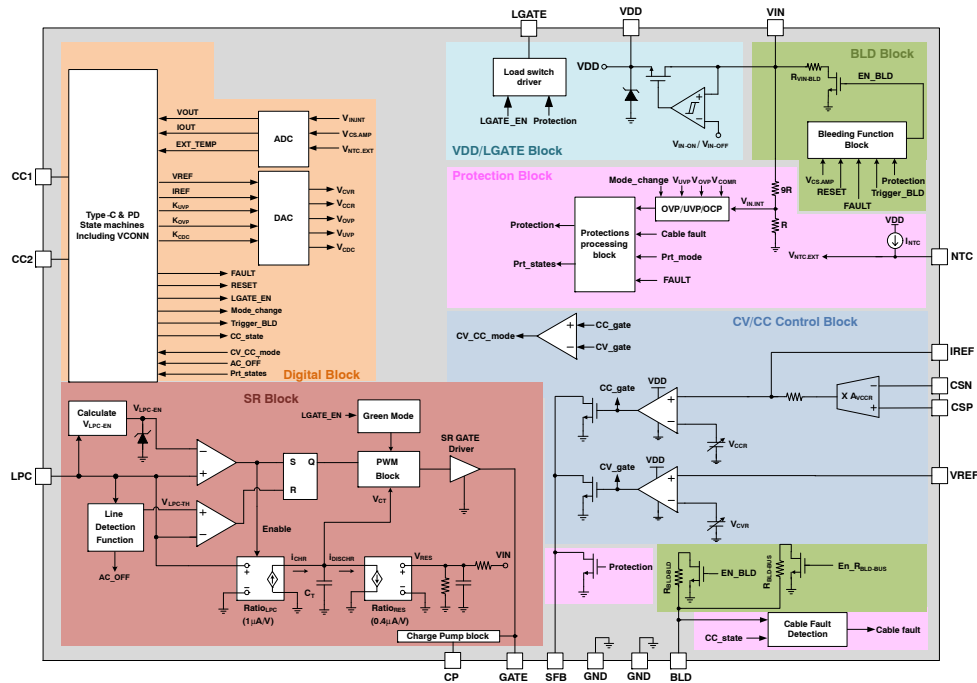 LGATE
VDD
VIN
BLD Block
VDD
Load switch
driver
LGATE_EN
Protection
VIN-ON / VIN-OFF
VDD/LGATE Block
RVIN-BLD
EN_BLD
Bleeding Function
Block
VCS.AMP
RESET
FAULT
Trigger_BLD
Protection
CC1
CC2
Type -C & PD
State machines
Including VCONN
VOUT
IOUT
EXT_TEMP
ADC
VIN.INT
VCS.AMP
VNTC.EXT
VREF
IREF
KOVP
KOVP
KCDC
DAC
VCVR
VCCR
VOVP
VUVP
VCDC
FAULT
RESET
LGATE_EN
Mode_change
Trigger_BLD
CC_state
CV_CC_mode
AC_OFF
Prt_states
Digital Block
Protection Block
Mode_change
VUVP VOVP VCOMR
OVP/UVP/OCP
VIN.INT
9R
R
Protection
Prt_states
Protections
processing
block
Cable fault
Prt_mode
FAULT
VDD
INTC
VNTC.EXT
NTC
CV/CC Control Block
CV_CC_mode
+
−
CC_gate
CV_gate
IREF
CSN
CSP
−
+
X AVCCR
CC_gate
VDD
VCCR
CV_gate
VDD
VCVR
VREF
SR Block
Calculate
VLPC-EN
VLPC-EN
LGATE_EN
Green Mode
SR GATE
Driver
PWM
Block
VCT
S
Q
R
LPC
Line
Detection
Function
VLPC-TH
AC_OFF
Enable
iCHR
iDISCHR
CT
VRES
VIN
RatioLPC
(1μA/V)
RatioRES
(0.4μA/V)
Charge Pump block
Protection
RBLD-BLD
EN_BLD
RBLD-BUS
En_RBLD-BUS
CC_state
Cable Fault
Detection
Cable fault
CP
GATE
SFB
GND
GND
BLD